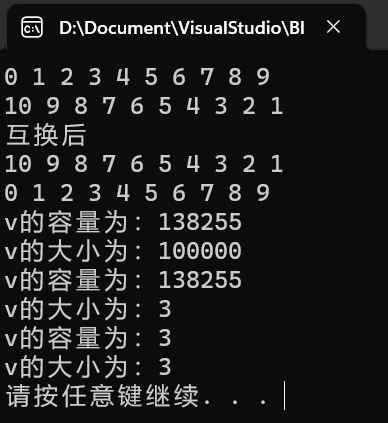 D:\Document\VisualStudio\Bl
0 1 2 3 4 5 6 7 8 9
10 9 8 7 6 5 4 3 2 1
互换后
10 9 8 7 6 5 4 3 2 1
0 1 2 3 4 5 6 7 8 9
v的容量为：138255
v的大小为：100000
v的容量为：138255
v的大小为：3
v的容量为：3
v的大小为：3
请按任意键继续. . .